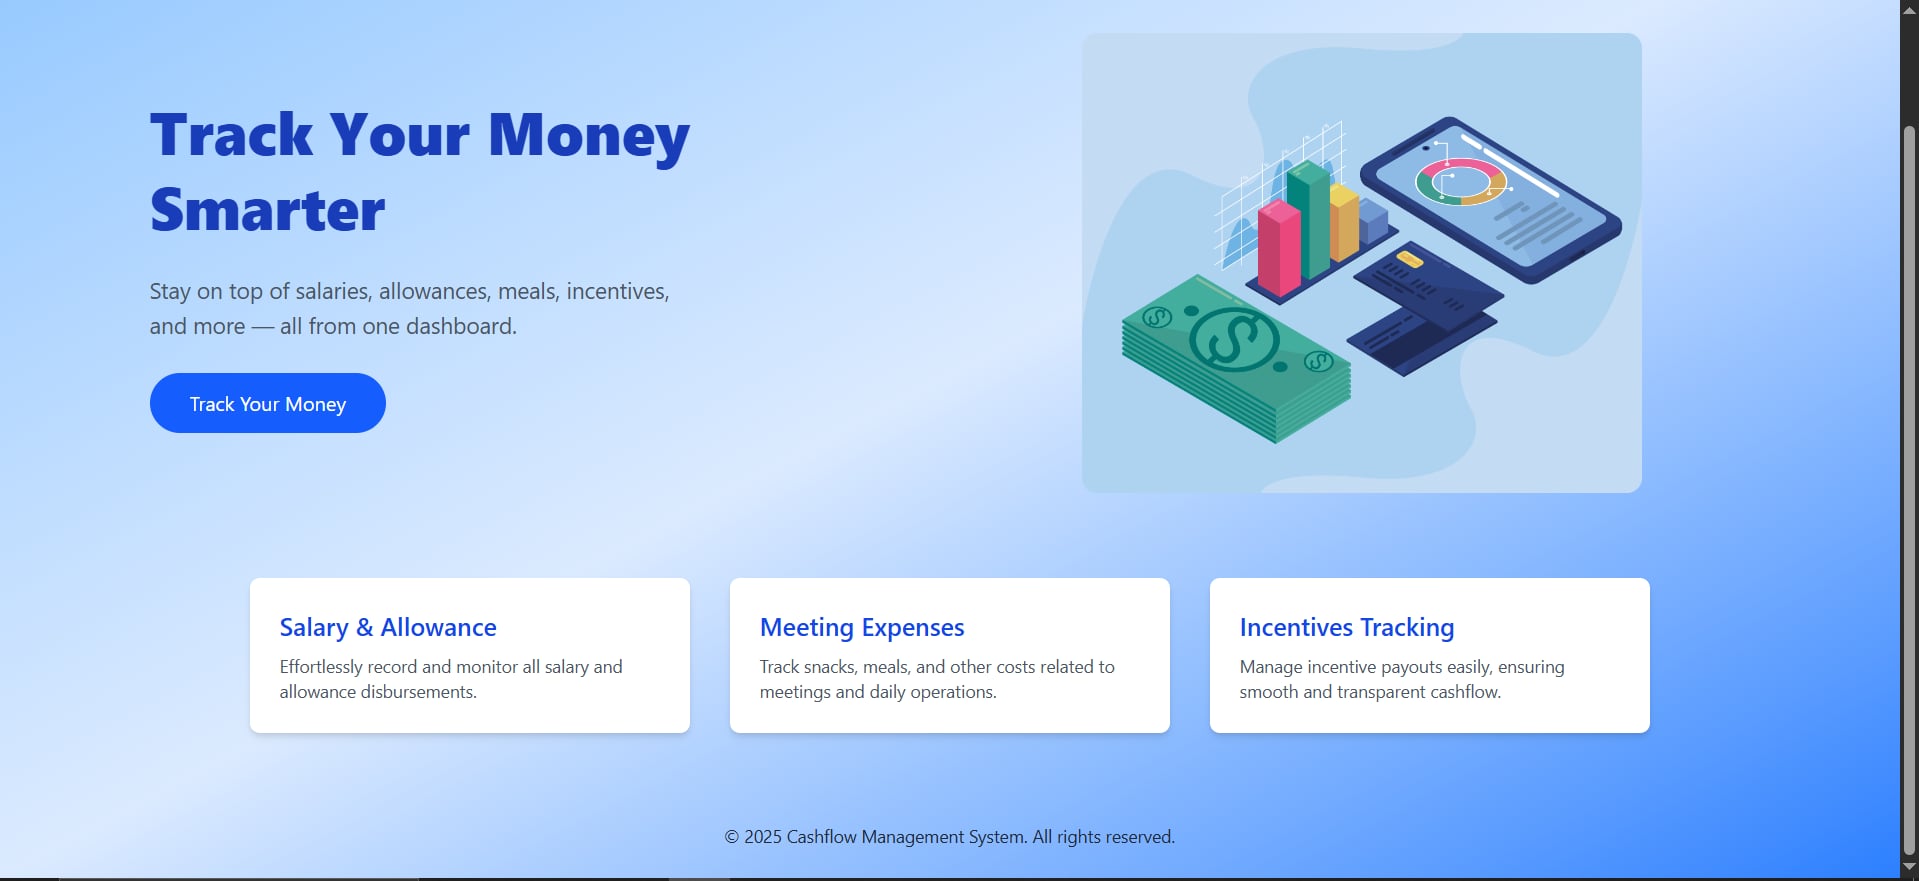 Track Your Money
Smarter
Stay on top of salaries, allowances, meals, incentives,
and more — all from one dashboard.
Track Your Money
Salary & Allowance
Effortlessly record and monitor all salary and
allowance disbursements.
Meeting Expenses
Track snacks, meals, and other costs related to
meetings and daily operations.
Incentives Tracking
Manage incentive payouts easily, ensuring
smooth and transparent cashflow.
© 2025 Cashflow Management System. All rights reserved.